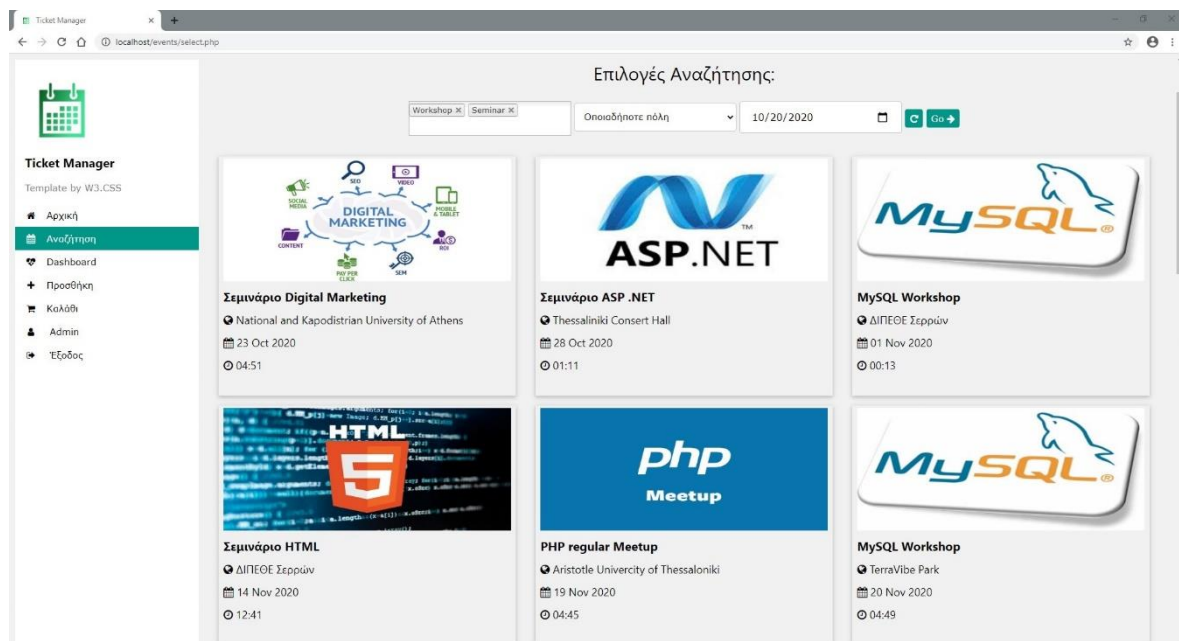 Ticket Manager
localhost/events/select.php
Ticket Manager
Template by W3.CSS
Αρχική
Αναζήτηση
Dashboard
Προσθήκη
Καλάθι
Admin
Έξοδος
Επιλογές Αναζήτησης:
Workshop × Seminar ×
Οποιαδήποτε πόλη
10/20/2020
Go
SEO
VIDEO
SOCIAL MEDIA
MOBILE & TABLET
DIGITAL
MARKETING
CONTENT
ROI
PAY PER CLICK
SEM
Σεμινάριο Digital Marketing
National and Kapodistrian University of Athens
23 Oct 2020
04:51
TM
ASP.NET
Σεμινάριο ASP .NET
Thessaliniki Consert Hall
28 Oct 2020
01:11
MySQL®
MySQL Workshop
ΔΙΠΕΘΕ Σερρών
01 Nov 2020
00:13
HTML
5
Σεμινάριο HTML
ΔΙΠΕΘΕ Σερρών
14 Nov 2020
12:41
php
Meetup
PHP regular Meetup
Aristotle Univercity of Thessaloniki
19 Nov 2020
04:45
MySQL®
MySQL Workshop
TerraVibe Park
20 Nov 2020
04:49